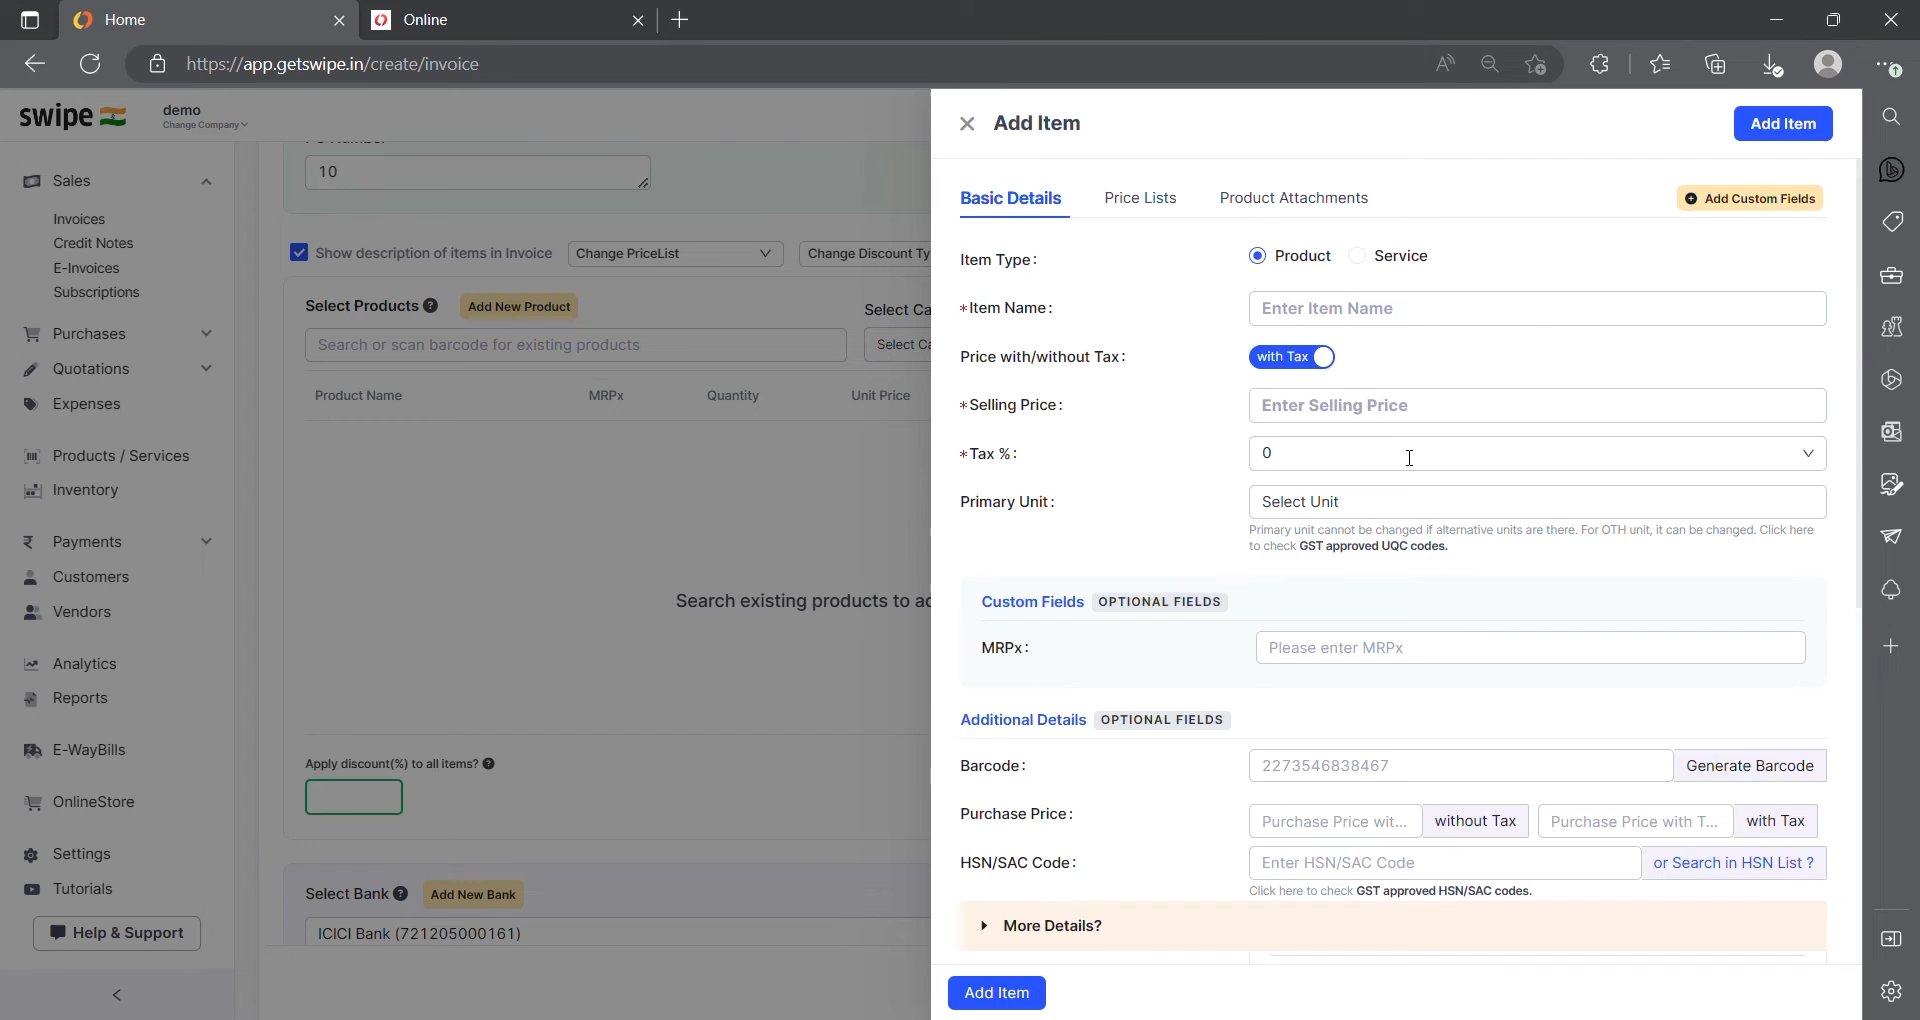 Home
Online
https://app.getswipe.in/create/invoice
swipe
demo
Change Company
Sales
Invoices
Credit Notes
E-Invoices
Subscriptions
Purchases
Quotations
Expenses
Products / Services
Inventory
Payments
Customers
Vendors
Analytics
Reports
E-WayBills
OnlineStore
Settings
Tutorials
Help & Support
10
Show description of items in Invoice
Change PriceList
Change Discount Ty
Select Products
Add New Product
Select Ca
Search or scan barcode for existing products
Select Ca
Product Name MRPx Quantity Unit Price
Search existing products to ad
Apply discount(%) to all items?
Select Bank
Add New Bank
ICICI Bank (721205000161)
Add Item
Add Item
Basic Details
Price Lists
Product Attachments
Add Custom Fields
Item Type:
Product
Service
*Item Name:
Enter Item Name
Price with/without Tax:
with Tax
*Selling Price:
Enter Selling Price
*Tax %:
0
Primary Unit:
Select Unit
Primary unit cannot be changed if alternative units are there. For OTH unit, it can be changed. Click here
to check GST approved UQC codes.
Custom Fields OPTIONAL FIELDS
MRPx:
Please enter MRPx
Additional Details OPTIONAL FIELDS
Barcode:
2273546838467
Generate Barcode
Purchase Price:
Purchase Price wit...
without Tax
Purchase Price with T...
with Tax
HSN/SAC Code:
Enter HSN/SAC Code
or Search in HSN List ?
Click here to check GST approved HSN/SAC codes.
More Details?
Add Item